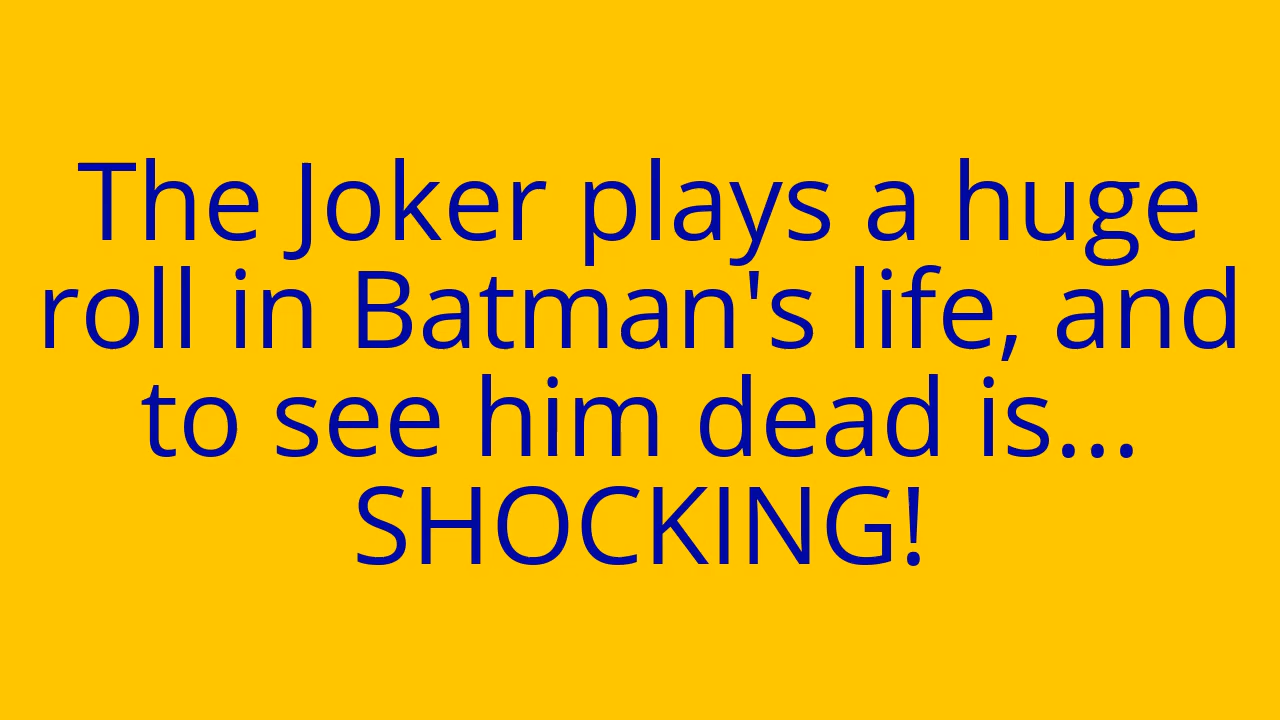 The Joker plays a huge
roll in Batman's life, and
to see him dead is...
SHOCKING!